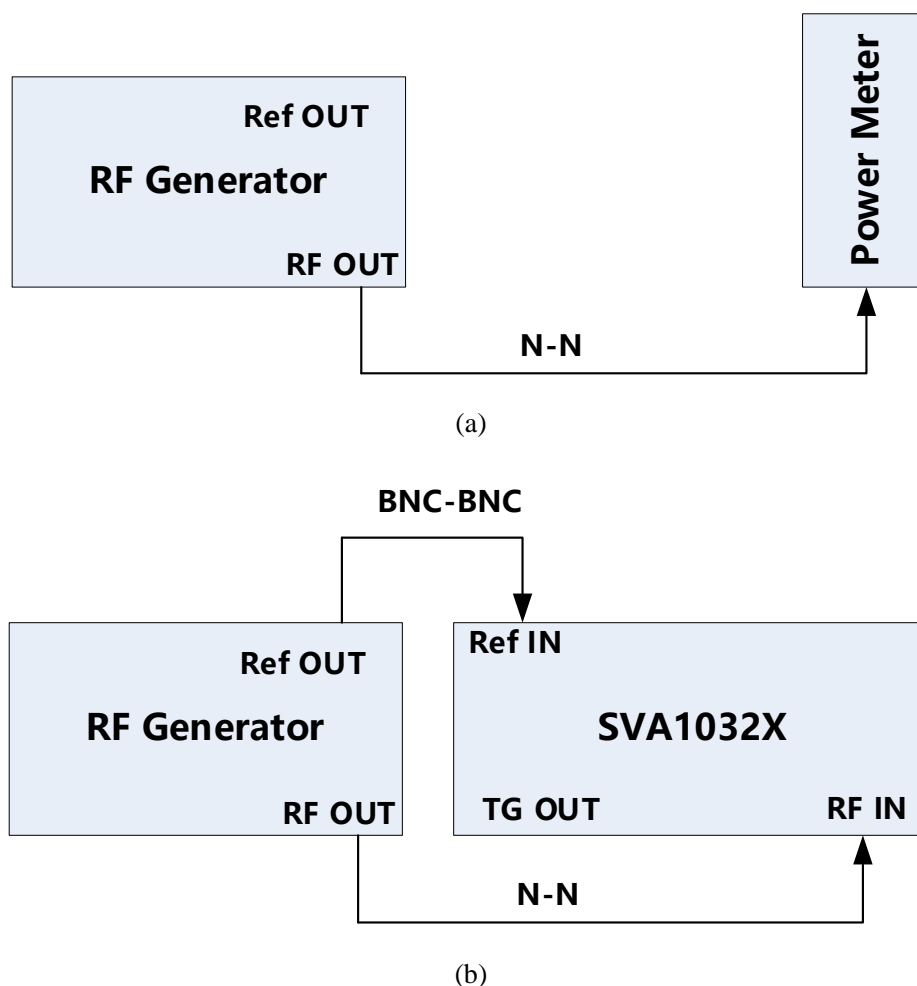 Ref OUT
RF Generator
RF OUT
Power Meter
N-N
(a)
BNC-BNC
Ref OUT
RF Generator
RF OUT
Ref IN
SVA1032X
TG OUT
RF IN
N-N
(b)